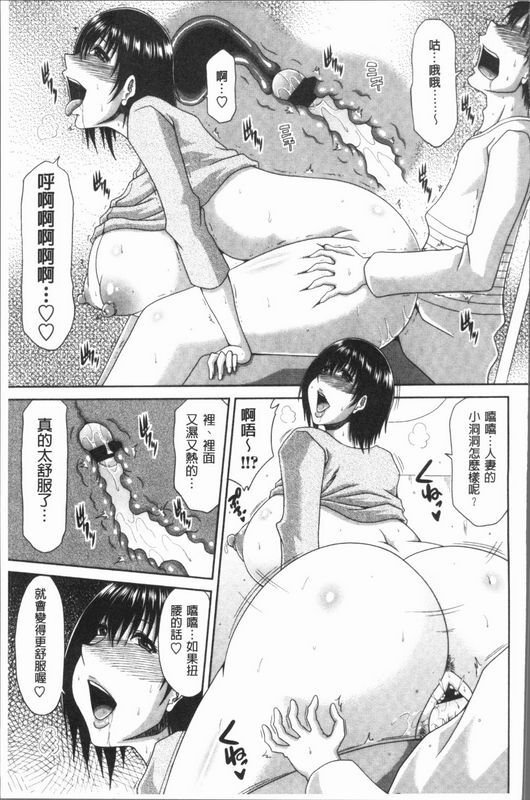 咕…哦哦……
啊…♡
呼啊啊啊啊啊…♡♡
嘻嘻…人妻的
小洞洞怎麼樣呢?
啊唔~!!?
裡、裡面
又濕又熱的…
真的太舒服了…
嘻嘻…如果扭
腰的話♡
就會變得更舒服喔♡